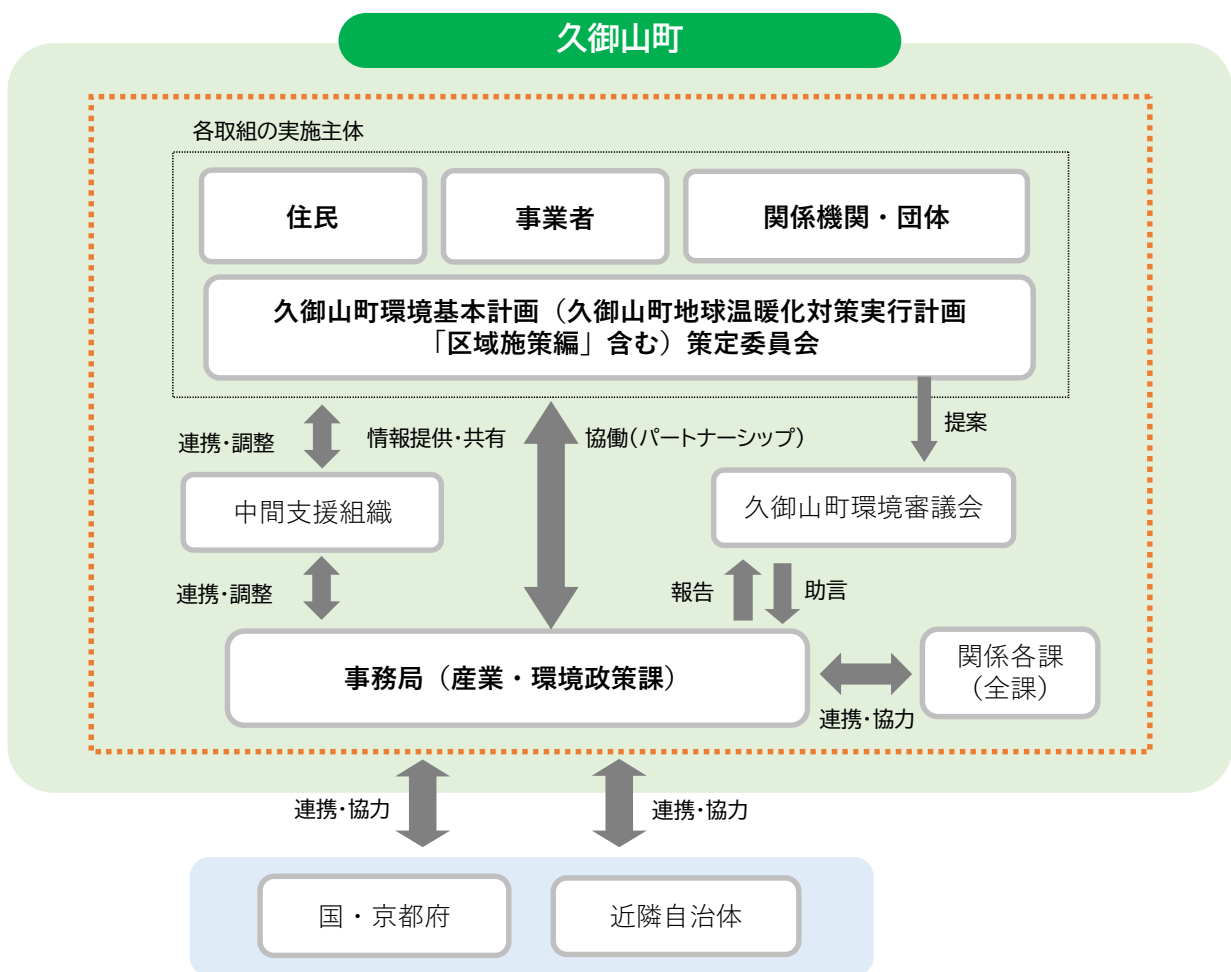 久御山町
各取組の実施主体
住民
事業者
関係機関・団体
久御山町環境基本計画（久御山町地球温暖化対策実行計画
「区域施策編」含む）策定委員会
連携・調整
情報提供・共有
協働（パートナーシップ）
提案
中間支援組織
久御山町環境審議会
連携・調整
報告
助言
事務局（産業・環境政策課）
関係各課
（全課）
連携・協力
連携・協力
連携・協力
国・京都府
近隣自治体